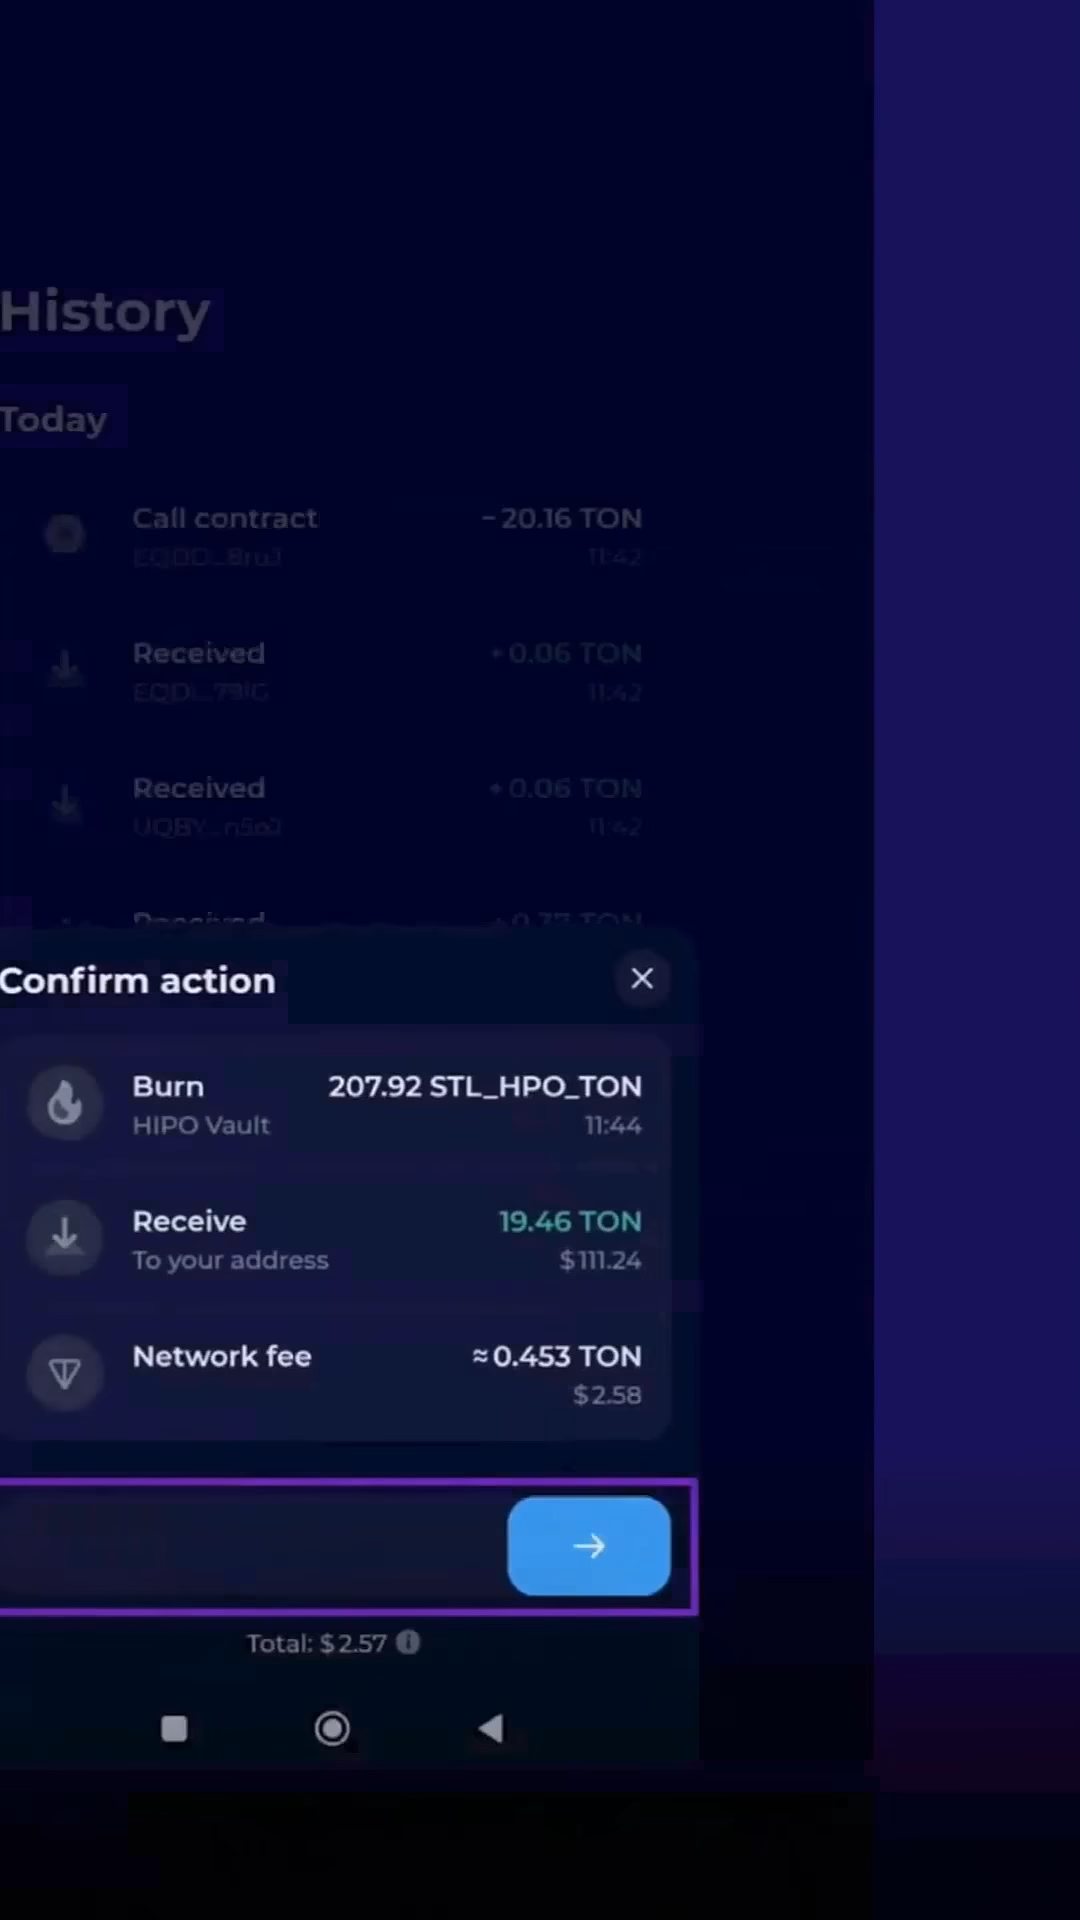 History
Today
Call contract − 20.16 TON
11:42
Received + 0.06 TON
11:42
Received + 0.06 TON
11:42
Received
Confirm action
Burn 207.92 STL_HPO_TON
HIPO Vault 11:44
Receive 19.46 TON
To your address $111.24
Network fee ≈ 0.453 TON
$2.58
Total: $2.57